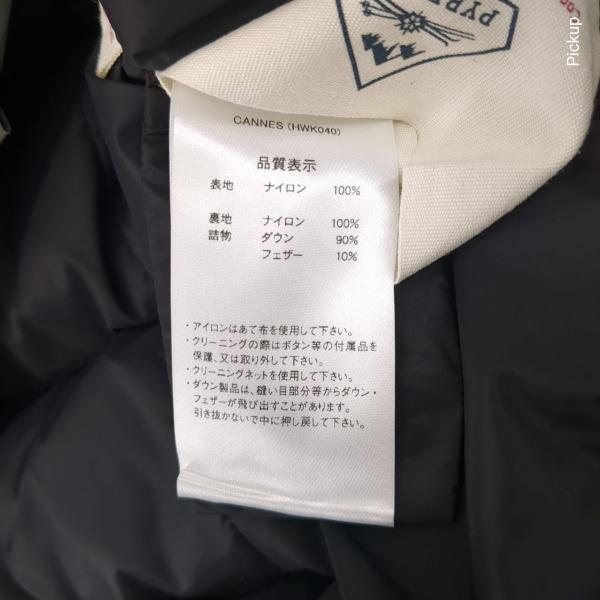 Pickup
PYR
CANNES (HWK040)
品質表示
表地 ナイロン 100%
裏地 ナイロン 100%
詰物 ダウン 90%
フェザー 10%
・アイロンはあて布を使用して下さい。
・クリーニングの際はボタン等の付属品を
保護、又は取り外して下さい。
・クリーニングネットを使用して下さい。
・ダウン製品は、縫い目部分等からダウン・
フェザーが飛び出すことがあります。
引き抜かないで中に押し戻して下さい。